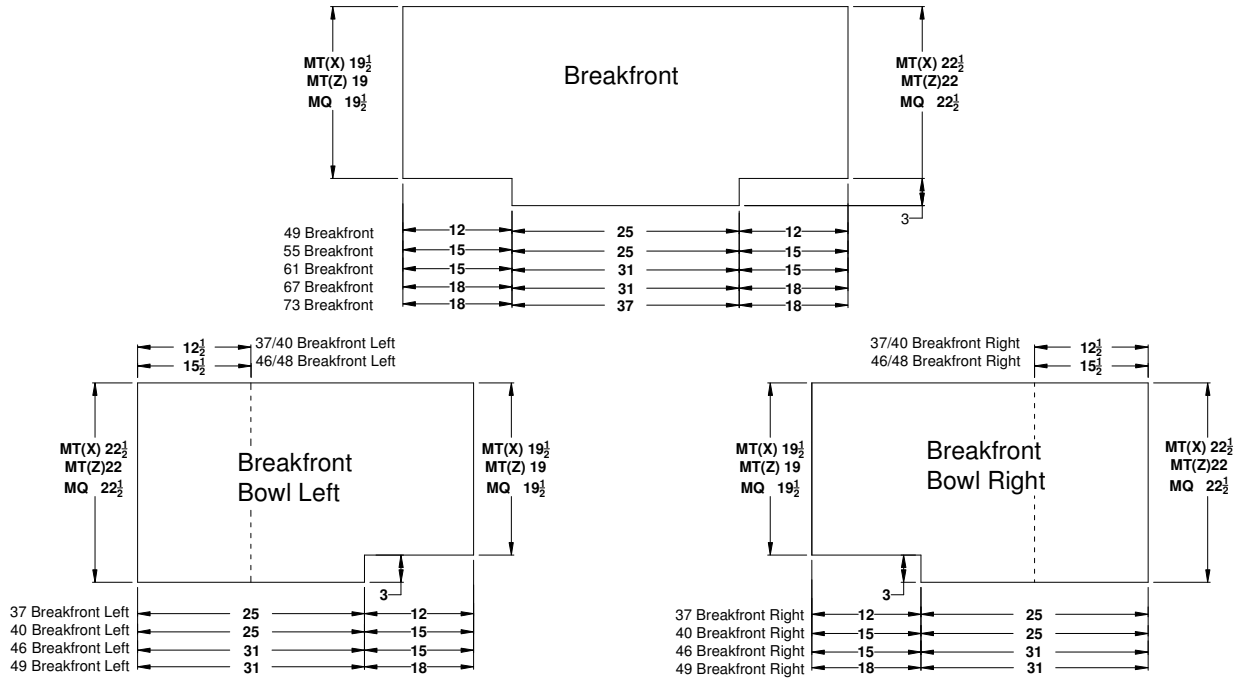 MT(X) 19½
MT(Z) 19
MQ 19½
Breakfront
MT(X) 22½
MT(Z)22
MQ 22½
3
49 Breakfront 12 25 12
55 Breakfront 15 25 15
61 Breakfront 15 31 15
67 Breakfront 18 31 18
73 Breakfront 18 37 18
12½ 37/40 Breakfront Left
15½ 46/48 Breakfront Left
MT(X) 22½
MT(Z)22
MQ 22½
Breakfront
Bowl Left
MT(X) 19½
MT(Z) 19
MQ 19½
3
37 Breakfront Left 25 12
40 Breakfront Left 25 15
46 Breakfront Left 31 15
49 Breakfront Left 31 18
37/40 Breakfront Right 12½
46/48 Breakfront Right 15½
MT(X) 19½
MT(Z) 19
MQ 19½
Breakfront
Bowl Right
MT(X) 22½
MT(Z)22
MQ 22½
3
37 Breakfront Right 12 25
40 Breakfront Right 15 25
46 Breakfront Right 15 31
49 Breakfront Right 18 31